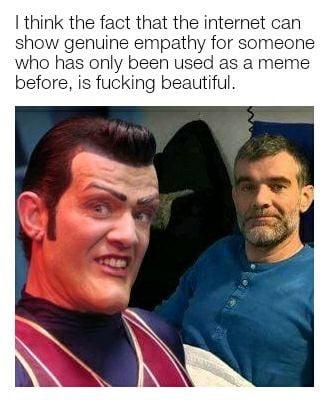 I think the fact that the internet can
show genuine empathy for someone
who has only been used as a meme
before, is fucking beautiful.